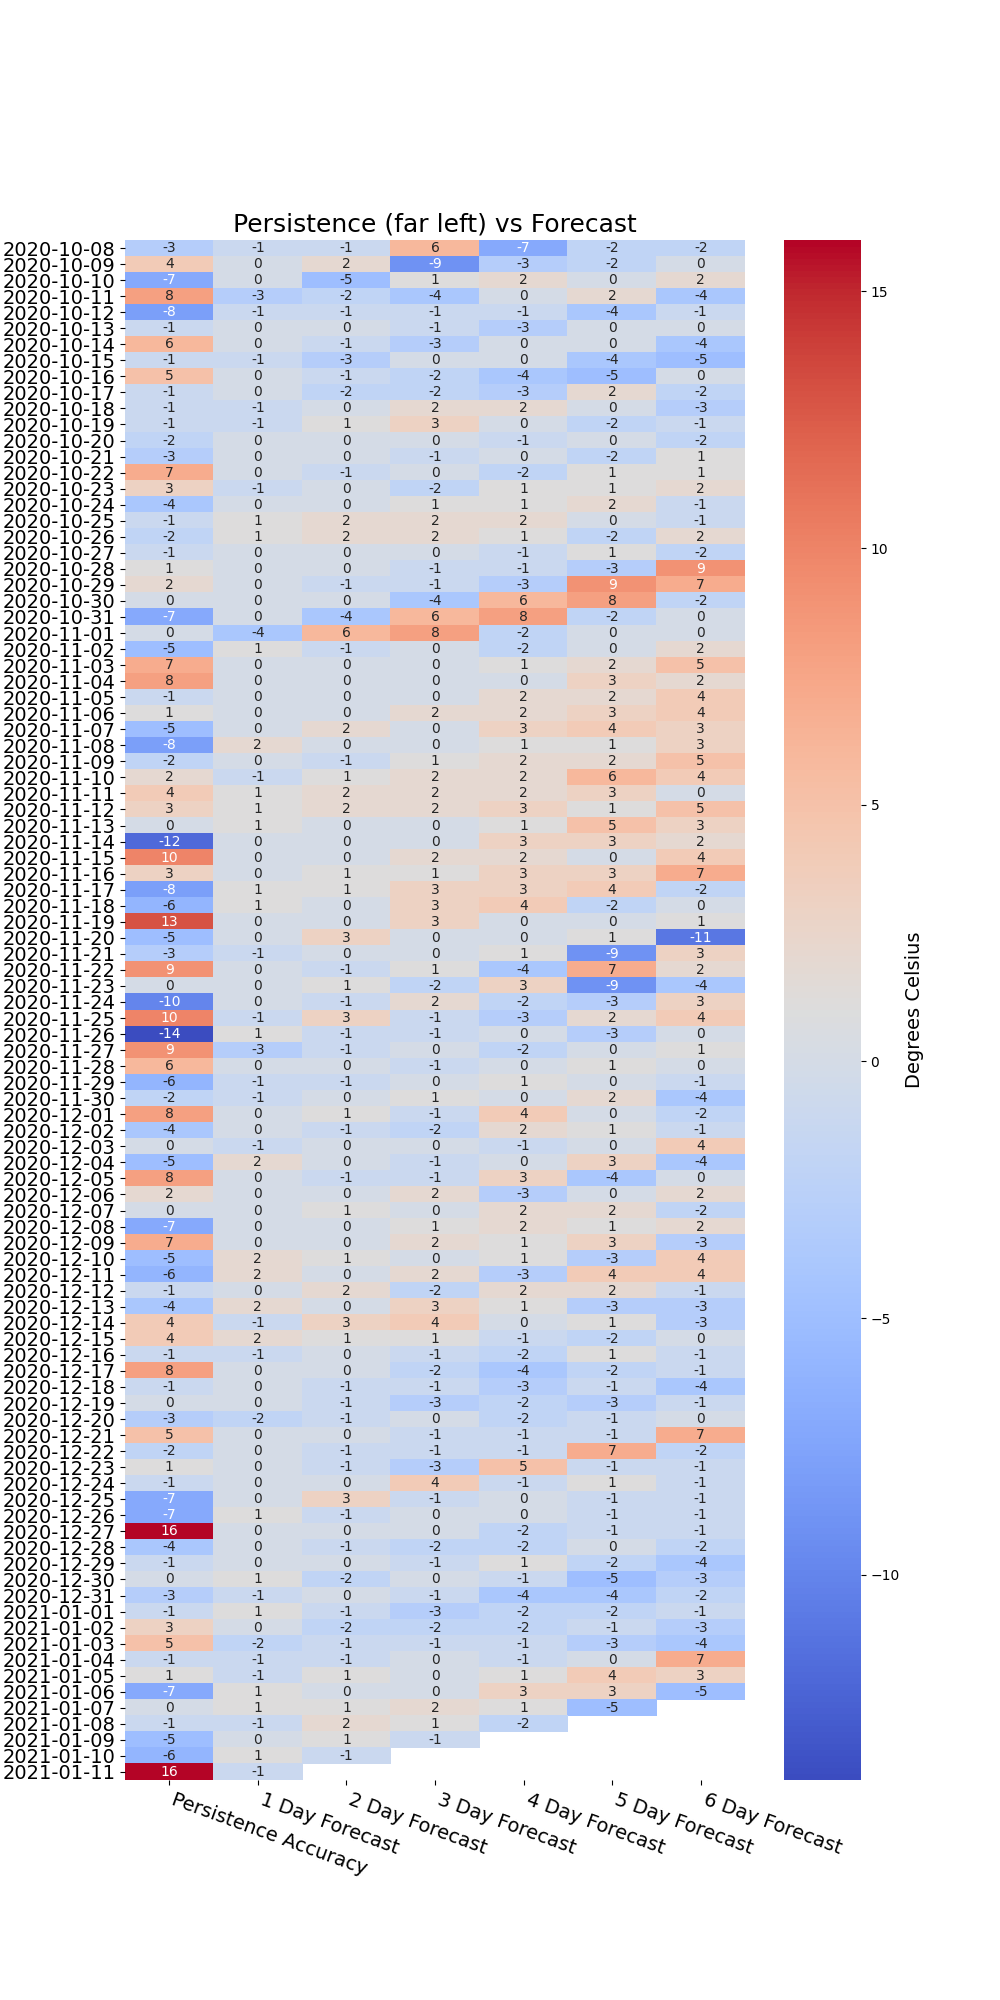 Persistence (far left) vs Forecast
2020-10-08 -3 -1 -1 6 -7 -2 -2
2020-10-09 4 0 2 -9 -3 -2 0
2020-10-10 -7 0 -5 1 2 0 2
2020-10-11 8 -3 -2 -4 0 2 -4
2020-10-12 -8 -1 -1 -1 -1 -4 -1
2020-10-13 -1 0 0 -1 -3 0 0
2020-10-14 6 0 -1 -3 0 0 -4
2020-10-15 -1 -1 -3 0 0 -4 -5
2020-10-16 5 0 -1 -2 -4 -5 0
2020-10-17 -1 0 -2 -2 -3 2 -2
2020-10-18 -1 -1 0 2 2 0 -3
2020-10-19 -1 -1 1 3 0 -2 -1
2020-10-20 -2 0 0 0 -1 0 -2
2020-10-21 -3 0 0 -1 0 -2 1
2020-10-22 7 0 -1 0 -2 1 1
2020-10-23 3 -1 0 -2 1 1 2
2020-10-24 -4 0 0 1 1 2 -1
2020-10-25 -1 1 2 2 2 0 -1
2020-10-26 -2 1 2 2 1 -2 2
2020-10-27 -1 0 0 0 -1 1 -2
2020-10-28 1 0 0 -1 -1 -3 9
2020-10-29 2 0 -1 -1 -3 9 7
2020-10-30 0 0 0 -4 6 8 -2
2020-10-31 -7 0 -4 6 8 -2 0
2020-11-01 0 -4 6 8 -2 0 0
2020-11-02 -5 1 -1 0 -2 0 2
2020-11-03 7 0 0 0 1 2 5
2020-11-04 8 0 0 0 0 3 2
2020-11-05 -1 0 0 0 2 2 4
2020-11-06 1 0 0 2 2 3 4
2020-11-07 -5 0 2 0 3 4 3
2020-11-08 -8 2 0 0 1 1 3
2020-11-09 -2 0 -1 1 2 2 5
2020-11-10 2 -1 1 2 2 6 4
2020-11-11 4 1 2 2 2 3 0
2020-11-12 3 1 2 2 3 1 5
2020-11-13 0 1 0 0 1 5 3
2020-11-14 -12 0 0 0 3 3 2
2020-11-15 10 0 0 2 2 0 4
2020-11-16 3 0 1 1 3 3 7
2020-11-17 -8 1 1 3 3 4 -2
2020-11-18 -6 1 0 3 4 -2 0
2020-11-19 13 0 0 3 0 0 1
2020-11-20 -5 0 3 0 0 1 -11
2020-11-21 -3 -1 0 0 1 -9 3
2020-11-22 9 0 -1 1 -4 7 2
2020-11-23 0 0 1 -2 3 -9 -4
2020-11-24 -10 0 -1 2 -2 -3 3
2020-11-25 10 -1 3 -1 -3 2 4
2020-11-26 -14 1 -1 -1 0 -3 0
2020-11-27 9 -3 -1 0 -2 0 1
2020-11-28 6 0 0 -1 0 1 0
2020-11-29 -6 -1 -1 0 1 0 -1
2020-11-30 -2 -1 0 1 0 2 -4
2020-12-01 8 0 1 -1 4 0 -2
2020-12-02 -4 0 -1 -2 2 1 -1
2020-12-03 0 -1 0 0 -1 0 4
2020-12-04 -5 2 0 -1 0 3 -4
2020-12-05 8 0 -1 -1 3 -4 0
2020-12-06 2 0 0 2 -3 0 2
2020-12-07 0 0 1 0 2 2 -2
2020-12-08 -7 0 0 1 2 1 2
2020-12-09 7 0 0 2 1 3 -3
2020-12-10 -5 2 1 0 1 -3 4
2020-12-11 -6 2 0 2 -3 4 4
2020-12-12 -1 0 2 -2 2 2 -1
2020-12-13 -4 2 0 3 1 -3 -3
2020-12-14 4 -1 3 4 0 1 -3
2020-12-15 4 2 1 1 -1 -2 0
2020-12-16 -1 -1 0 -1 -2 1 -1
2020-12-17 8 0 0 -2 -4 -2 -1
2020-12-18 -1 0 -1 -1 -3 -1 -4
2020-12-19 0 0 -1 -3 -2 -3 -1
2020-12-20 -3 -2 -1 0 -2 -1 0
2020-12-21 5 0 0 -1 -1 -1 7
2020-12-22 -2 0 -1 -1 -1 7 -2
2020-12-23 1 0 -1 -3 5 -1 -1
2020-12-24 -1 0 0 4 -1 1 -1
2020-12-25 -7 0 3 -1 0 -1 -1
2020-12-26 -7 1 -1 0 0 -1 -1
2020-12-27 16 0 0 0 -2 -1 -1
2020-12-28 -4 0 -1 -2 -2 0 -2
2020-12-29 -1 0 0 -1 1 -2 -4
2020-12-30 0 1 -2 0 -1 -5 -3
2020-12-31 -3 -1 0 -1 -4 -4 -2
2021-01-01 -1 1 -1 -3 -2 -2 -1
2021-01-02 3 0 -2 -2 -2 -1 -3
2021-01-03 5 -2 -1 -1 -1 -3 -4
2021-01-04 -1 -1 -1 0 -1 0 7
2021-01-05 1 -1 1 0 1 4 3
2021-01-06 -7 1 0 0 3 3 -5
2021-01-07 0 1 1 2 1 -5
2021-01-08 -1 -1 2 1 -2
2021-01-09 -5 0 1 -1
2021-01-10 -6 1 -1
2021-01-11 16 -1
Persistence Accuracy
1 Day Forecast
2 Day Forecast
3 Day Forecast
4 Day Forecast
5 Day Forecast
6 Day Forecast
15
10
5
0
−5
−10
Degrees Celsius